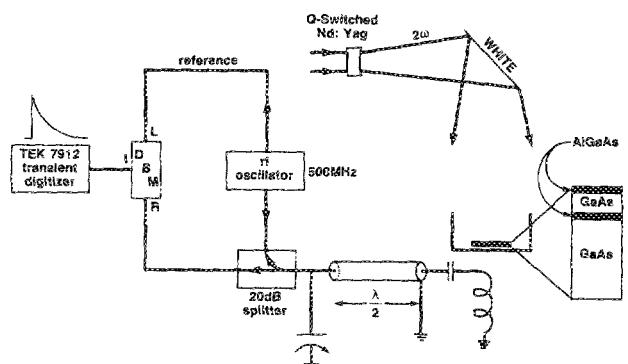 Q-Switched
Nd: Yag
2ω
WHITE
reference
TEK 7912
transient
digitizer
L
I
D
B
M
R
rf
oscillator
500MHz
AlGaAs
GaAs
GaAs
20dB
splitter
λ
2